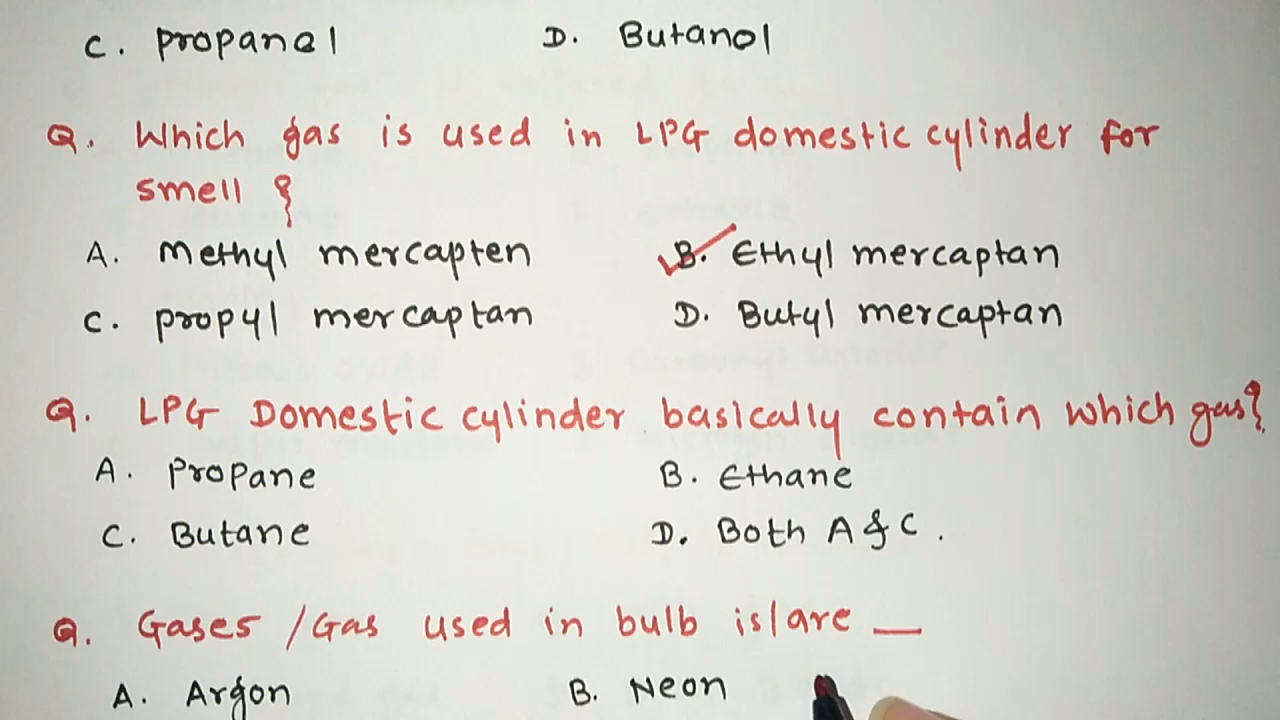 C. propanol D. Butanol
Q. Which gas is used in LPG domestic cylinder for
smell ?
A. Methyl mercapten B. Ethyl mercaptan
C. propyl mercaptan D. Butyl mercaptan
Q. LPG Domestic cylinder basically contain which gas?
A. Propane B. Ethane
C. Butane D. Both A & C.
Q. Gases /Gas used in bulb is/are __
A. Argon B. Neon